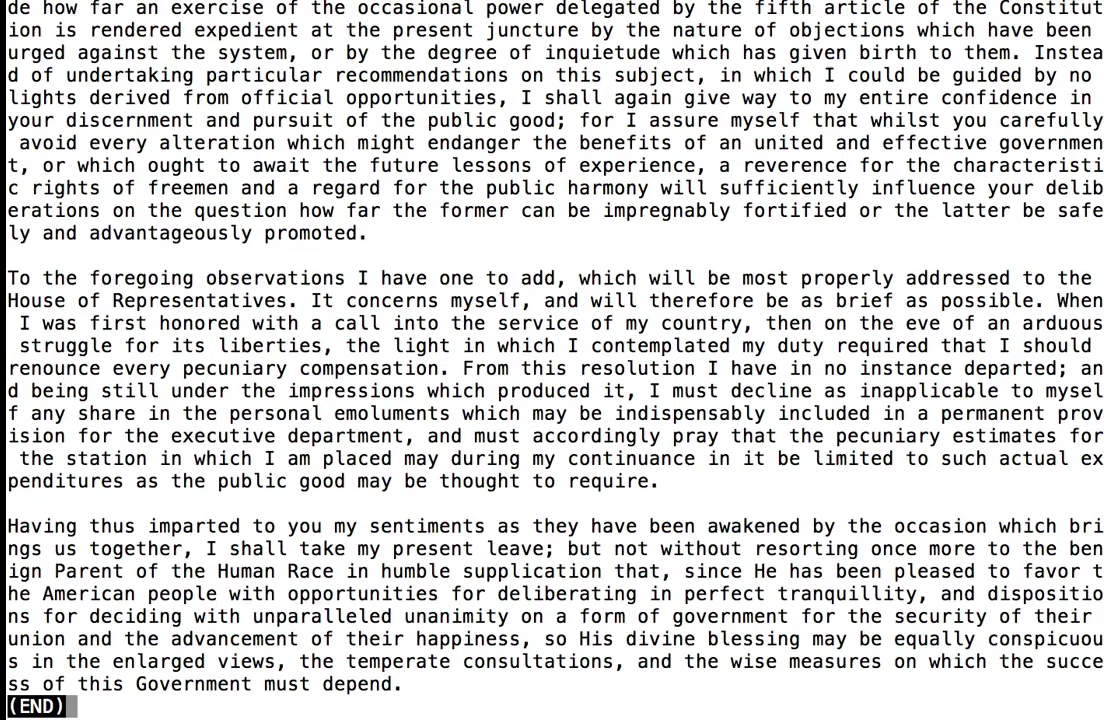 de how far an exercise of the occasional power delegated by the fifth article of the Constitut
ion is rendered expedient at the present juncture by the nature of objections which have been
urged against the system, or by the degree of inquietude which has given birth to them. Instea
d of undertaking particular recommendations on this subject, in which I could be guided by no
lights derived from official opportunities, I shall again give way to my entire confidence in
your discernment and pursuit of the public good; for I assure myself that whilst you carefully
 avoid every alteration which might endanger the benefits of an united and effective governmen
t, or which ought to await the future lessons of experience, a reverence for the characteristi
c rights of freemen and a regard for the public harmony will sufficiently influence your delib
erations on the question how far the former can be impregnably fortified or the latter be safe
ly and advantageously promoted.

To the foregoing observations I have one to add, which will be most properly addressed to the
House of Representatives. It concerns myself, and will therefore be as brief as possible. When
 I was first honored with a call into the service of my country, then on the eve of an arduous
 struggle for its liberties, the light in which I contemplated my duty required that I should
renounce every pecuniary compensation. From this resolution I have in no instance departed; an
d being still under the impressions which produced it, I must decline as inapplicable to mysel
f any share in the personal emoluments which may be indispensably included in a permanent prov
ision for the executive department, and must accordingly pray that the pecuniary estimates for
 the station in which I am placed may during my continuance in it be limited to such actual ex
penditures as the public good may be thought to require.

Having thus imparted to you my sentiments as they have been awakened by the occasion which bri
ngs us together, I shall take my present leave; but not without resorting once more to the ben
ign Parent of the Human Race in humble supplication that, since He has been pleased to favor t
he American people with opportunities for deliberating in perfect tranquillity, and dispositio
ns for deciding with unparalleled unanimity on a form of government for the security of their
union and the advancement of their happiness, so His divine blessing may be equally conspicuou
s in the enlarged views, the temperate consultations, and the wise measures on which the succe
ss of this Government must depend.
(END)